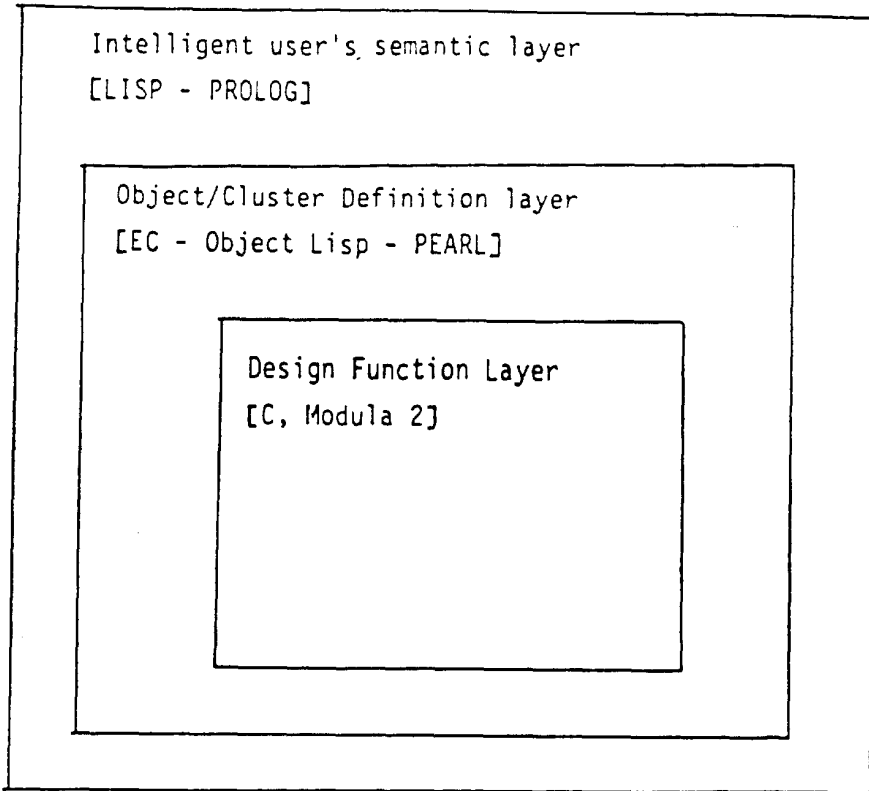 Intelligent user's semantic layer
[LISP - PROLOG]
Object/Cluster Definition layer
[EC - Object Lisp - PEARL]
Design Function Layer
[C, Modula 2]